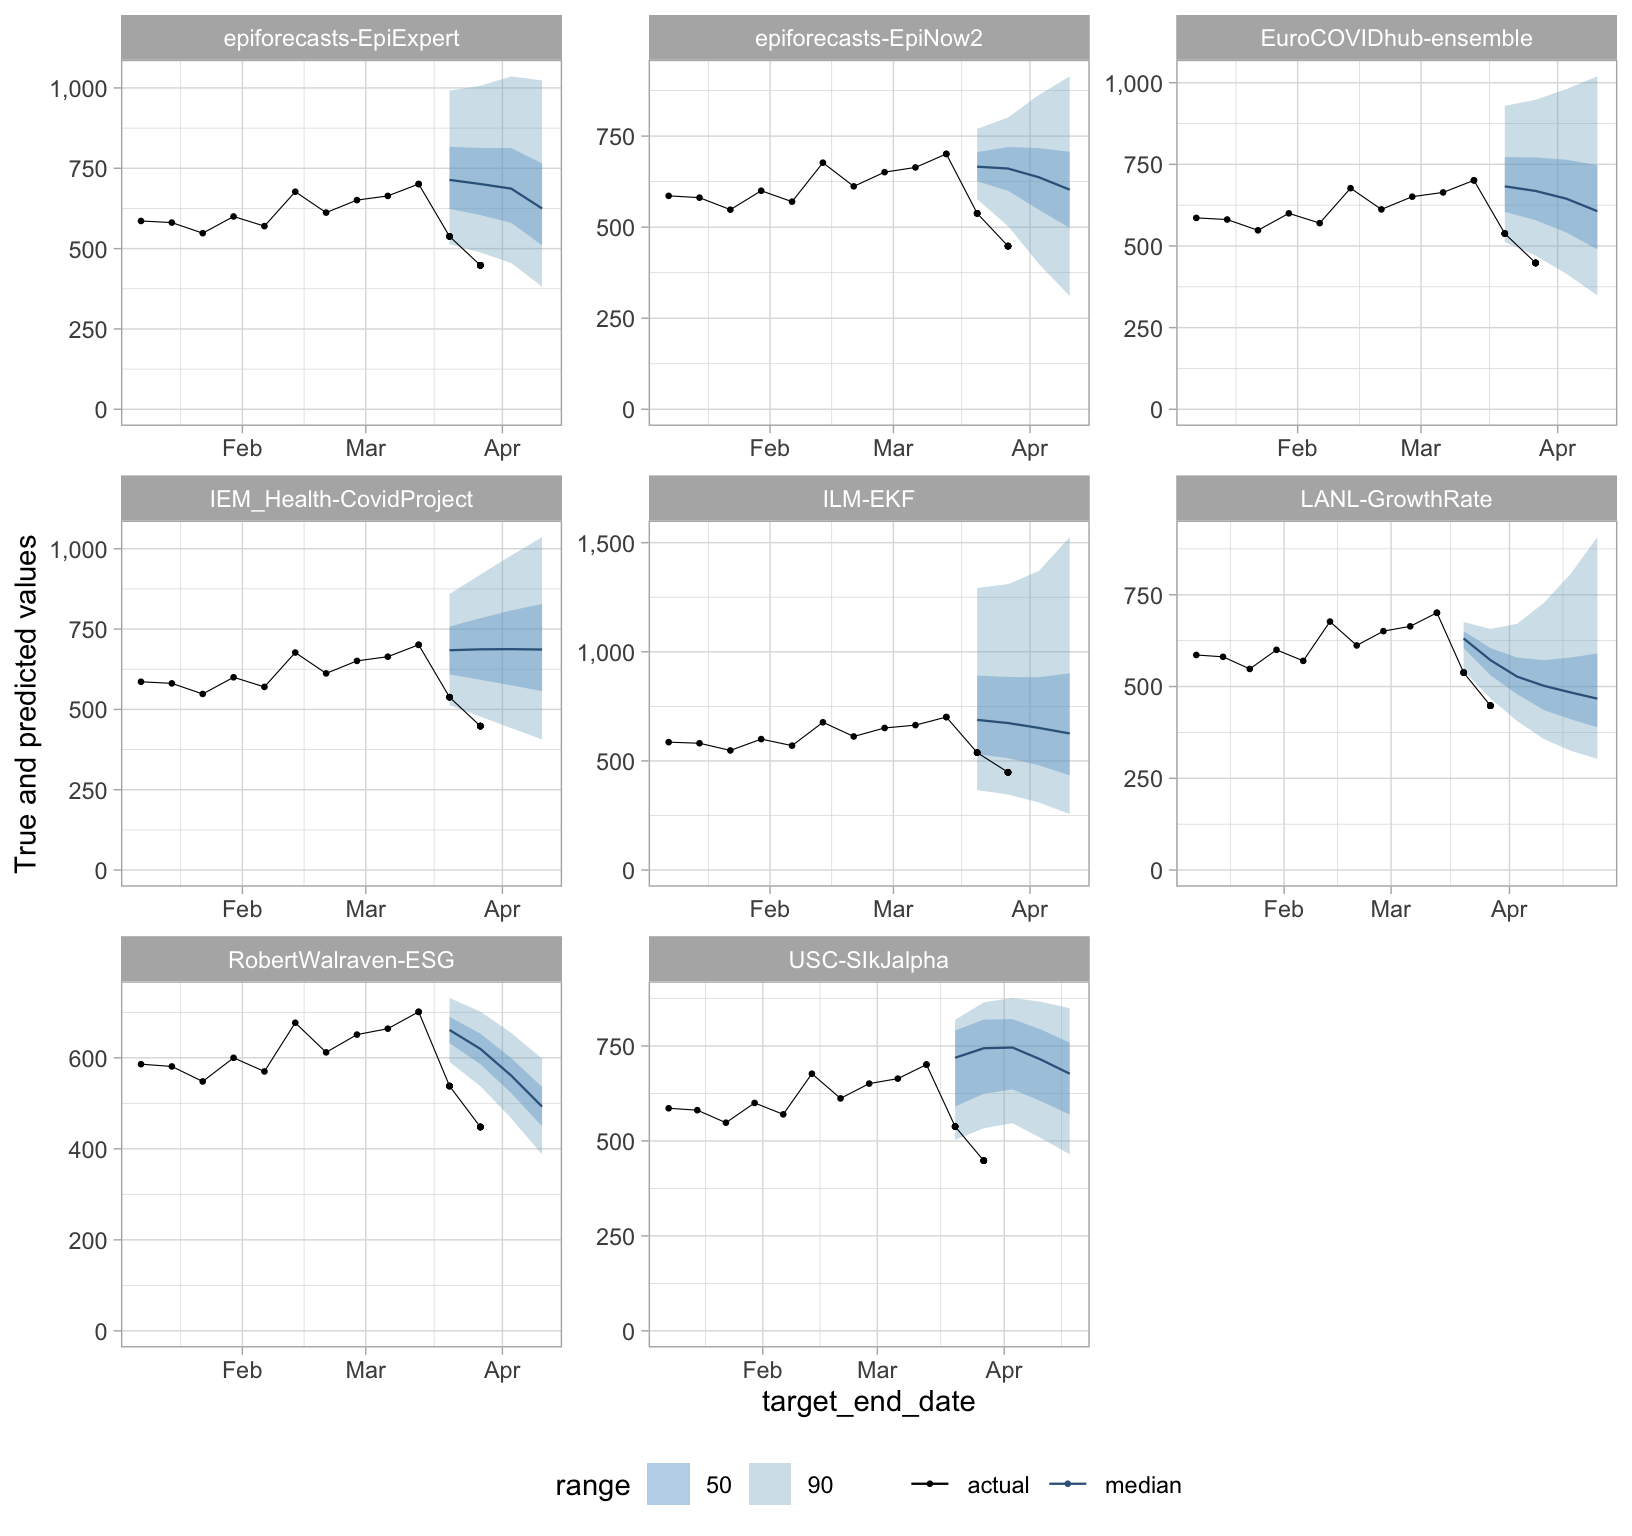 epiforecasts-EpiExpert
epiforecasts-EpiNow2
EuroCOVIDhub-ensemble
1,000
750
500
250
0
Feb Mar Apr
750
500
250
0
Feb Mar Apr
1,000
750
500
250
0
Feb Mar Apr
True and predicted values
IEM_Health-CovidProject
ILM-EKF
LANL-GrowthRate
1,000
750
500
250
0
Feb Mar Apr
1,500
1,000
500
0
Feb Mar Apr
750
500
250
0
Feb Mar Apr
RobertWalraven-ESG
USC-SIkJalpha
600
400
200
0
Feb Mar Apr
750
500
250
0
Feb Mar Apr
target_end_date
range 50 90 actual median